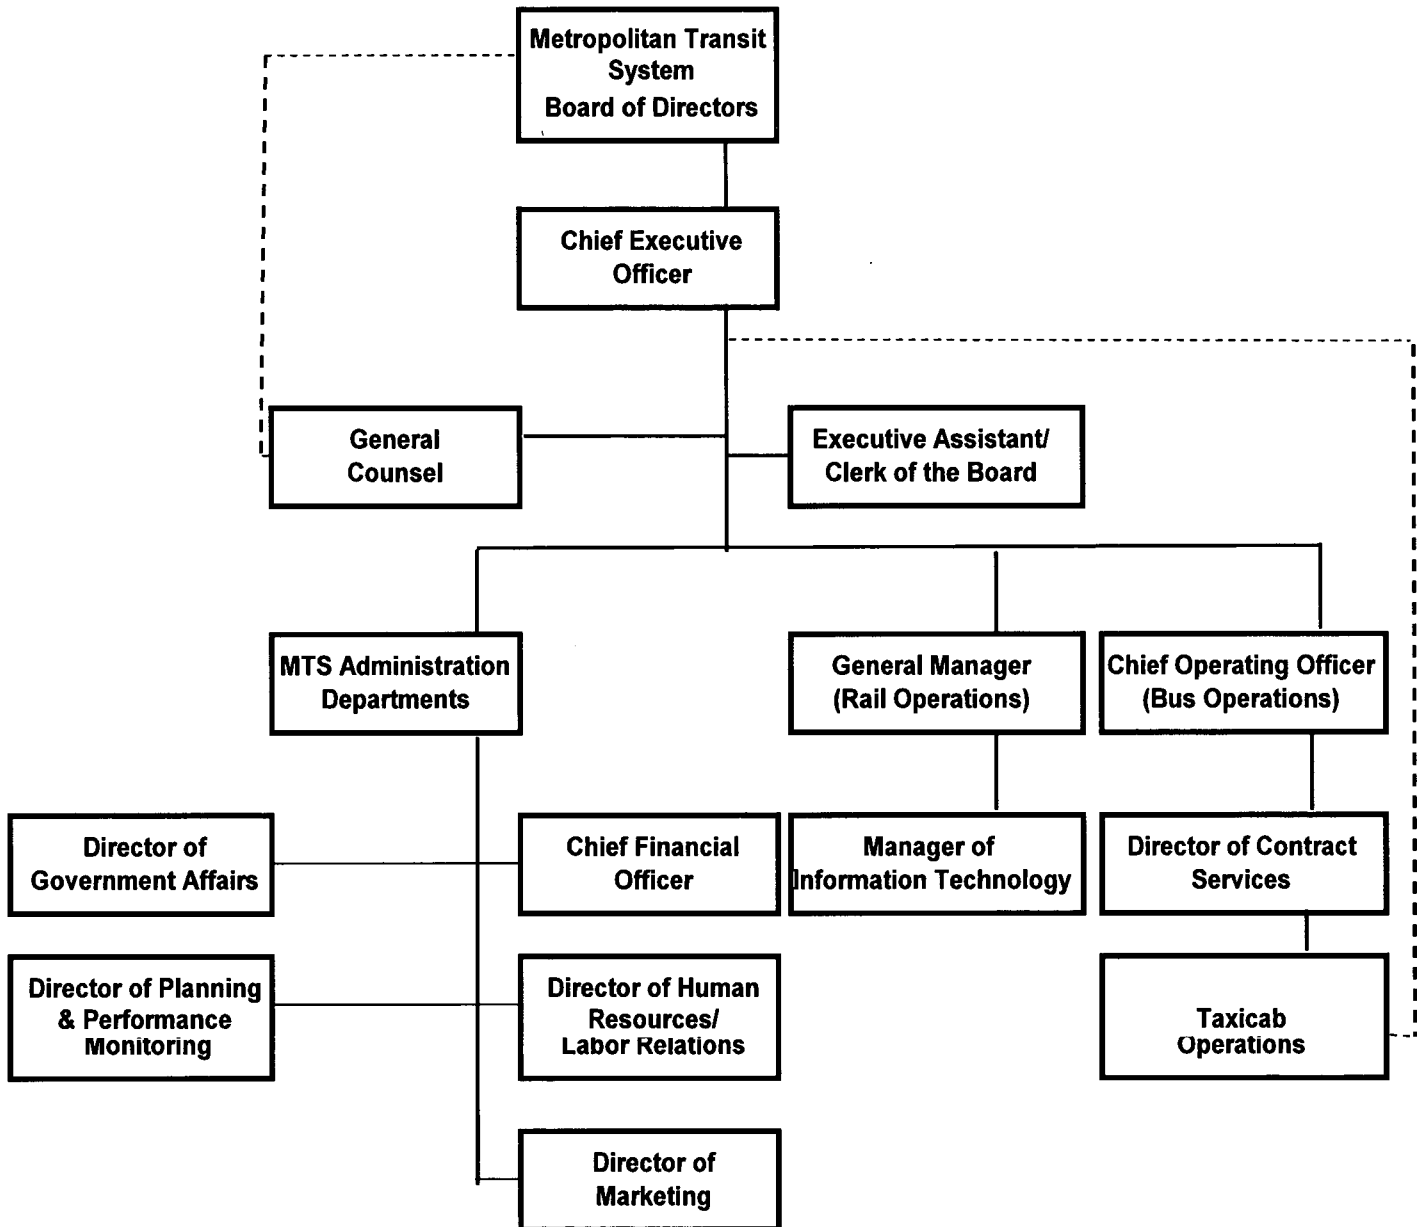 Metropolitan Transit
System
Board of Directors
Chief Executive
Officer
General
Counsel
Executive Assistant/
Clerk of the Board
MTS Administration
Departments
General Manager
(Rail Operations)
Chief Operating Officer
(Bus Operations)
Director of
Government Affairs
Chief Financial
Officer
Manager of
Information Technology
Director of Contract
Services
Director of Planning
& Performance
Monitoring
Director of Human
Resources/
Labor Relations
Taxicab
Operations
Director of
Marketing